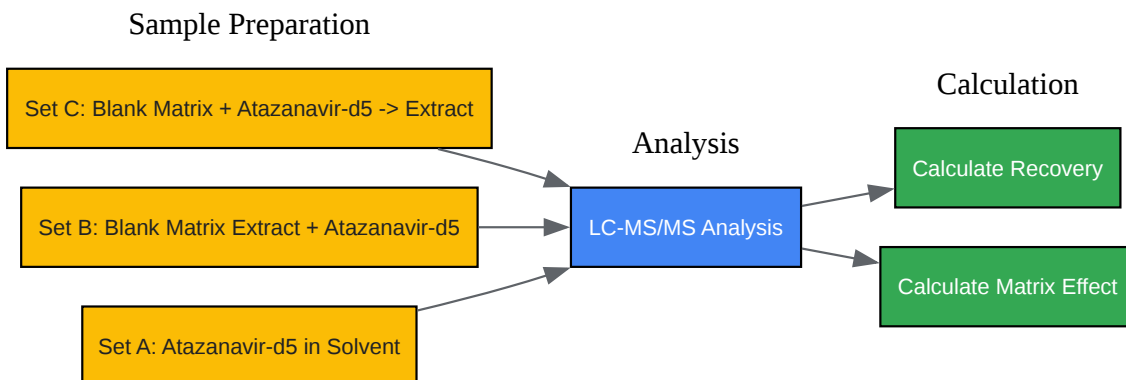 Sample Preparation
Set C: Blank Matrix + Atazanavir-d5 -> Extract
Set B: Blank Matrix Extract + Atazanavir-d5
Set A: Atazanavir-d5 in Solvent
Analysis
LC-MS/MS Analysis
Calculation
Calculate Recovery
Calculate Matrix Effect